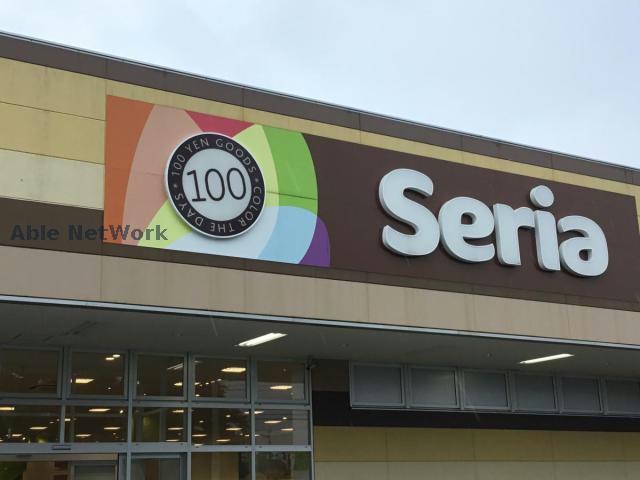 100 YEN GOODS • COLOR THE DAYS •
100
Seria
Able NetWork